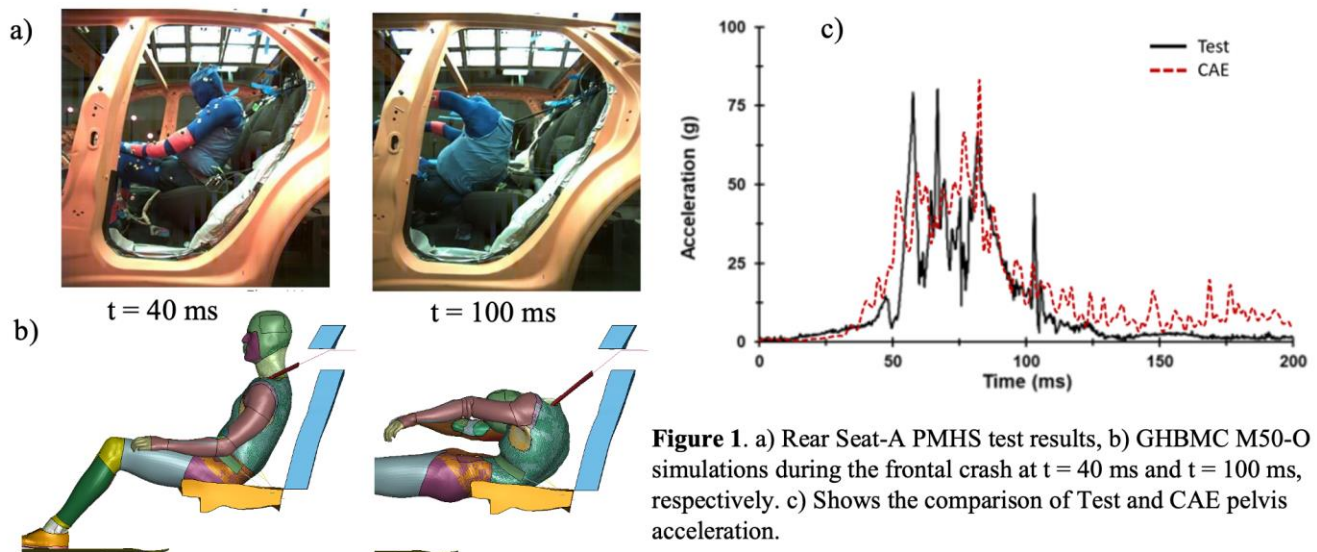 a)
t = 40 ms
t = 100 ms
b)
c)
Test
CAE
100
75
50
25
0
Acceleration (g)
0
50
100
150
200
Time (ms)
Figure 1. a) Rear Seat-A PMHS test results, b) GHBMC M50-O
simulations during the frontal crash at t = 40 ms and t = 100 ms,
respectively. c) Shows the comparison of Test and CAE pelvis
acceleration.